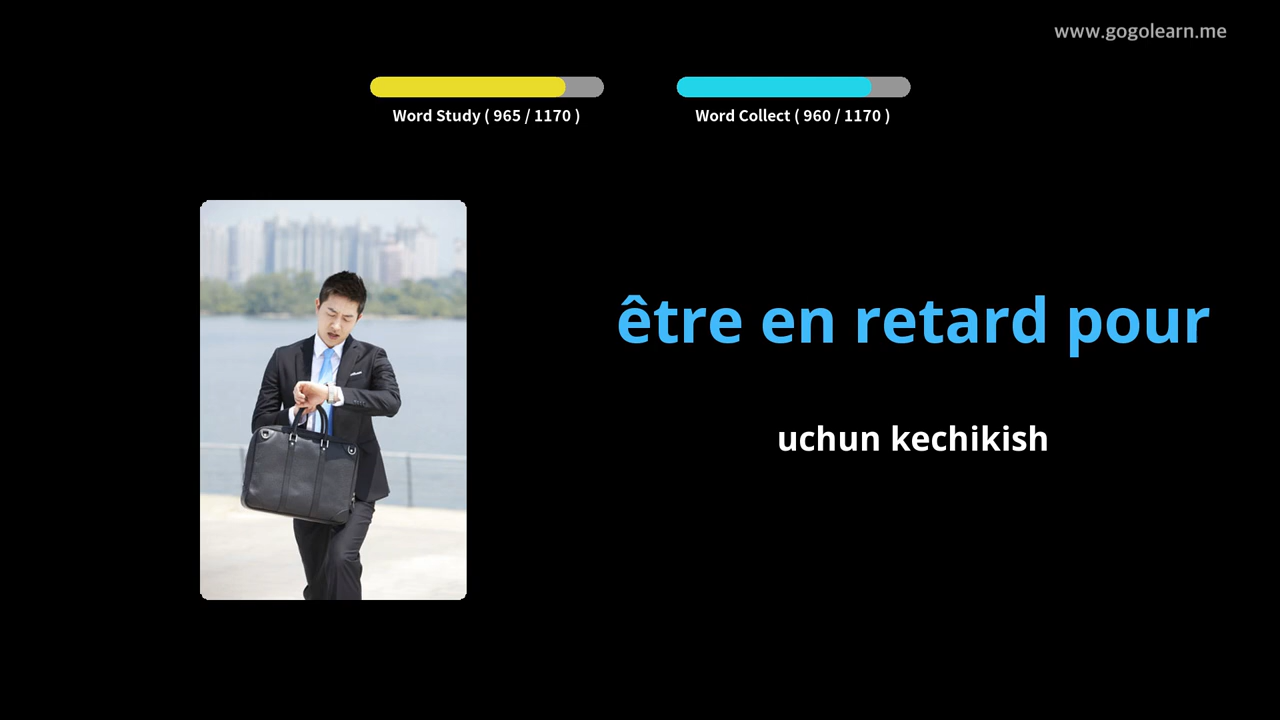 www.gogolearn.me
Word Study ( 965 / 1170 )
Word Collect ( 960 / 1170 )
être en retard pour
uchun kechikish